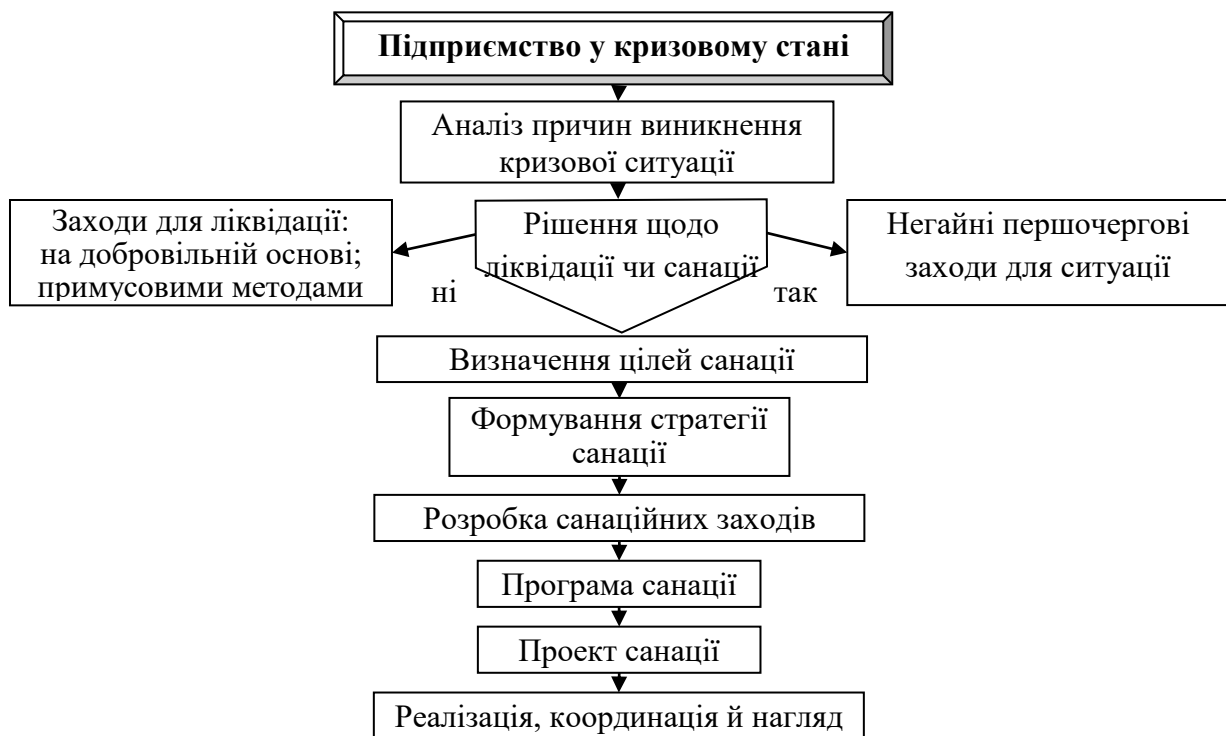 Підприємство у кризовому стані
Аналіз причин виникнення
кризової ситуації
Заходи для ліквідації:
на добровільній основі;
примусовими методами
Рішення щодо
ліквідації чи санації
Негайні першочергові
заходи для ситуації
ні
так
Визначення цілей санації
Формування стратегії
санації
Розробка санаційних заходів
Програма санації
Проект санації
Реалізація, координація й нагляд